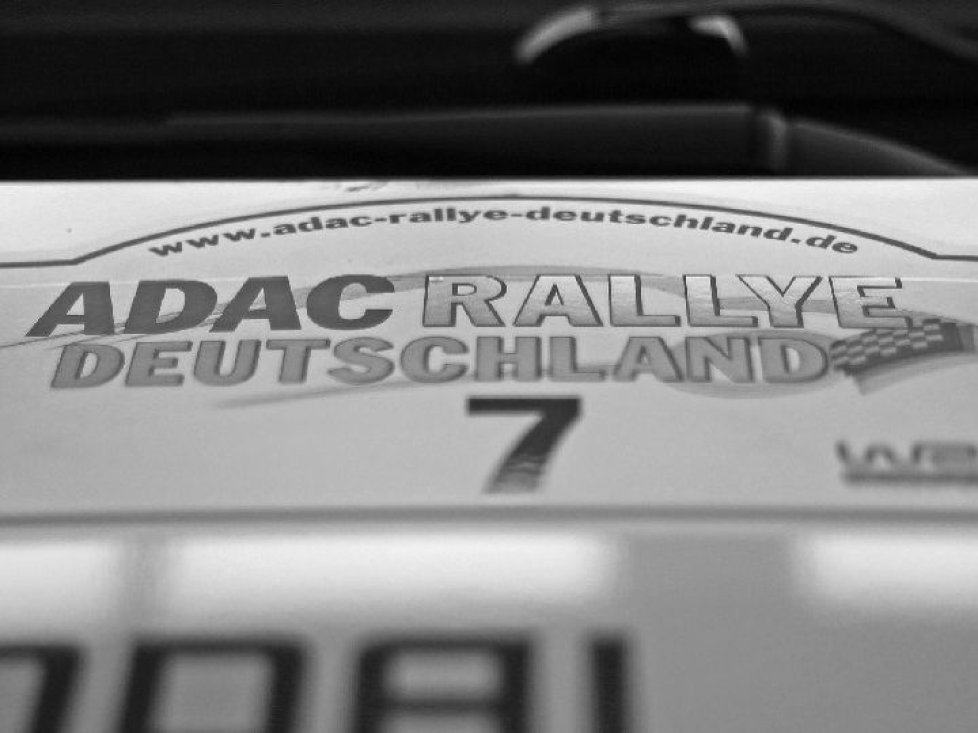 www.adac-rallye-deutschland.de
ADAC RALLYE
DEUTSCHLAND
7